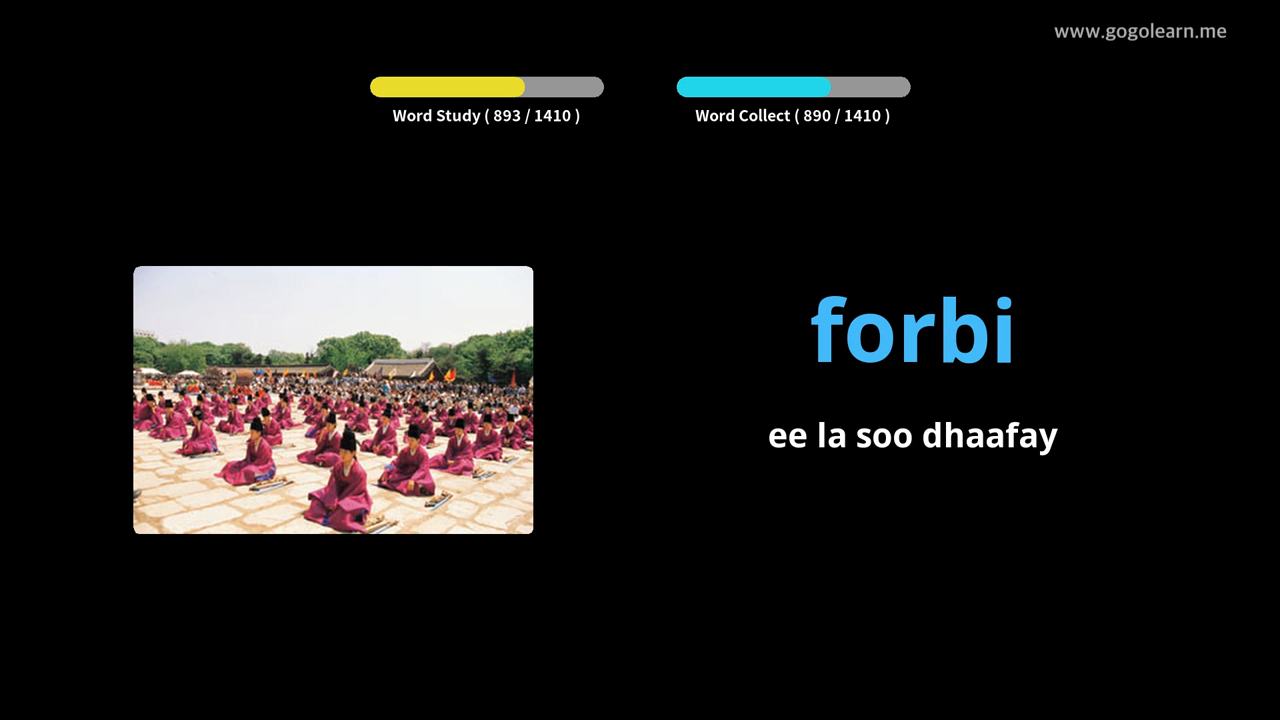 www.gogolearn.me
Word Study ( 893 / 1410 )
Word Collect ( 890 / 1410 )
forbi
ee la soo dhaafay